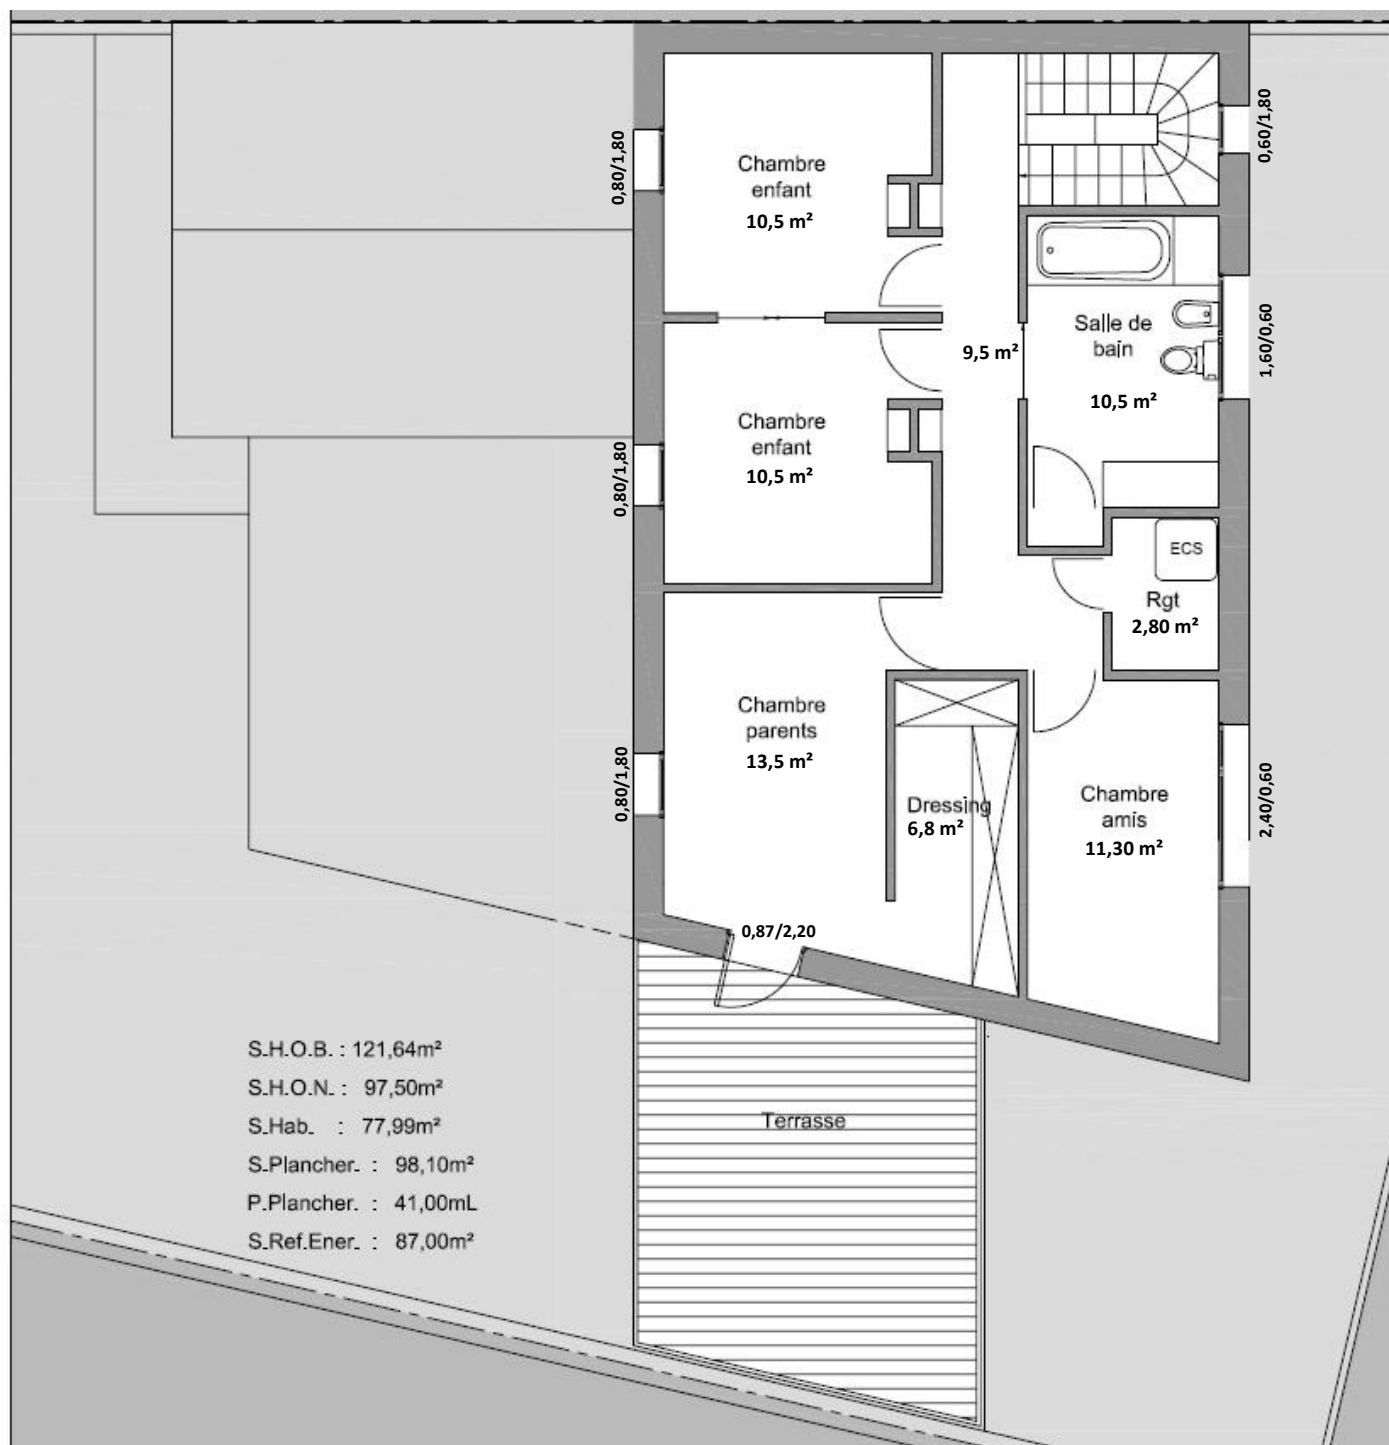 0,80/1,80
Chambre
enfant
10,5 m²
0,60/1,80
Salle de
bain
10,5 m²
1,60/0,60
9,5 m²
0,80/1,80
Chambre
enfant
10,5 m²
ECS
Rgt
2,80 m²
0,80/1,80
Chambre
parents
13,5 m²
Dressing
6,8 m²
Chambre
amis
11,30 m²
2,40/0,60
0,87/2,20
S.H.O.B. : 121,64m²
S.H.O.N. : 97,50m²
S.Hab. : 77,99m²
S.Plancher. : 98,10m²
P.Plancher. : 41,00mL
S.Ref.Ener. : 87,00m²
Terrasse